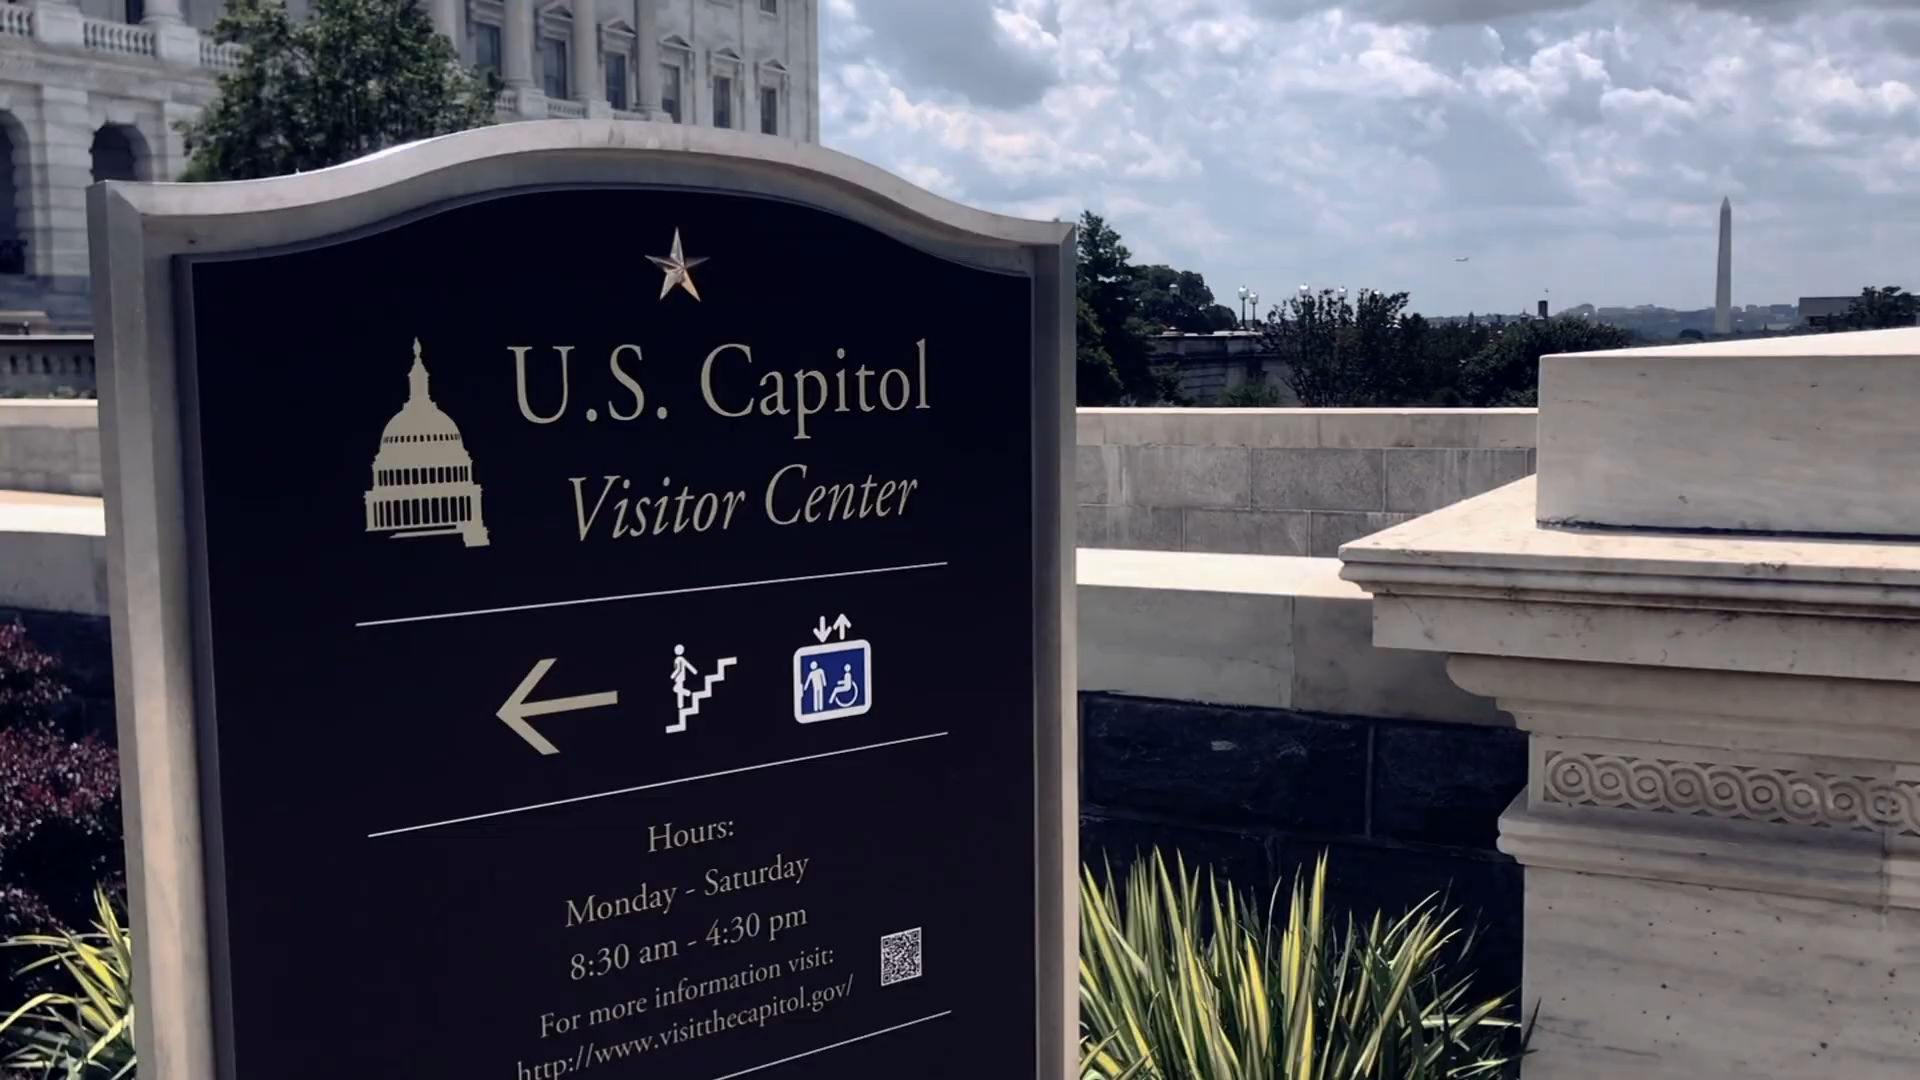 U.S. Capitol
Visitor Center
Hours:
Monday - Saturday
8:30 am - 4:30 pm
For more information visit:
http://www.visitthecapitol.gov/